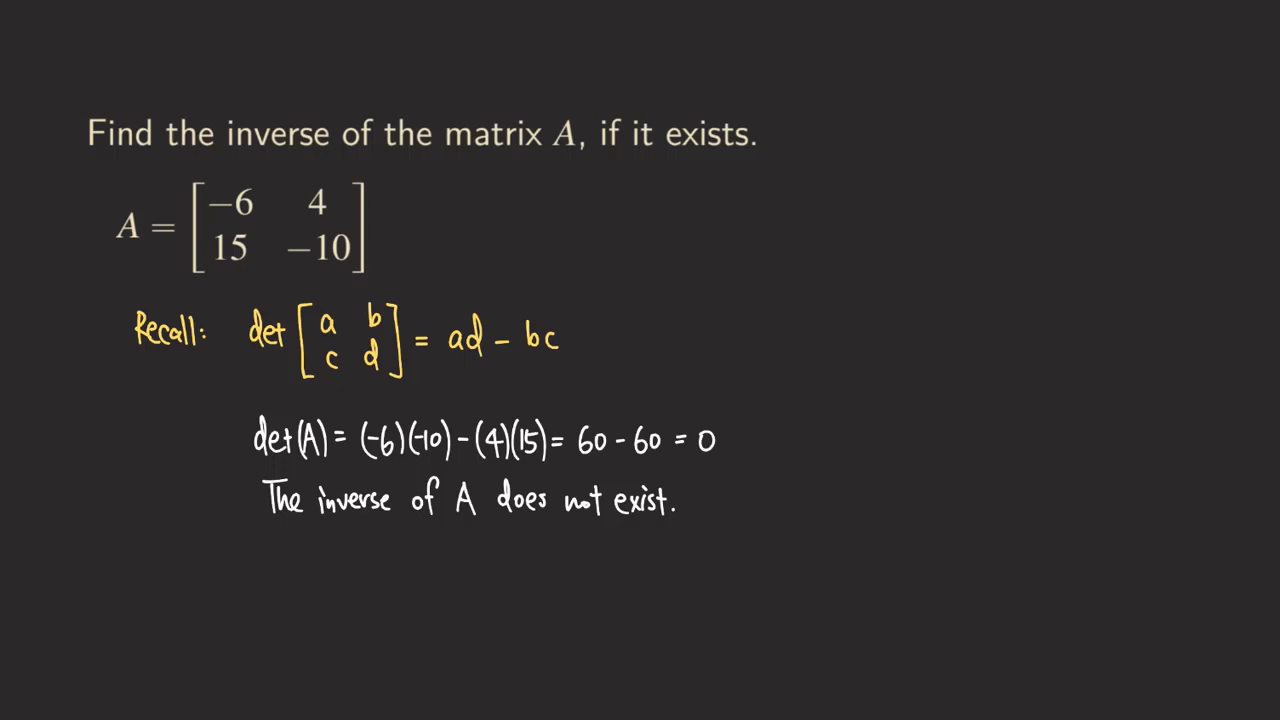 Find the inverse of the matrix A, if it exists.
A = [−6 4
15 −10]
Recall: det [a b
c d] = ad - bc
det(A) = (-6)(-10) - (4)(15) = 60 - 60 = 0
The inverse of A does not exist.